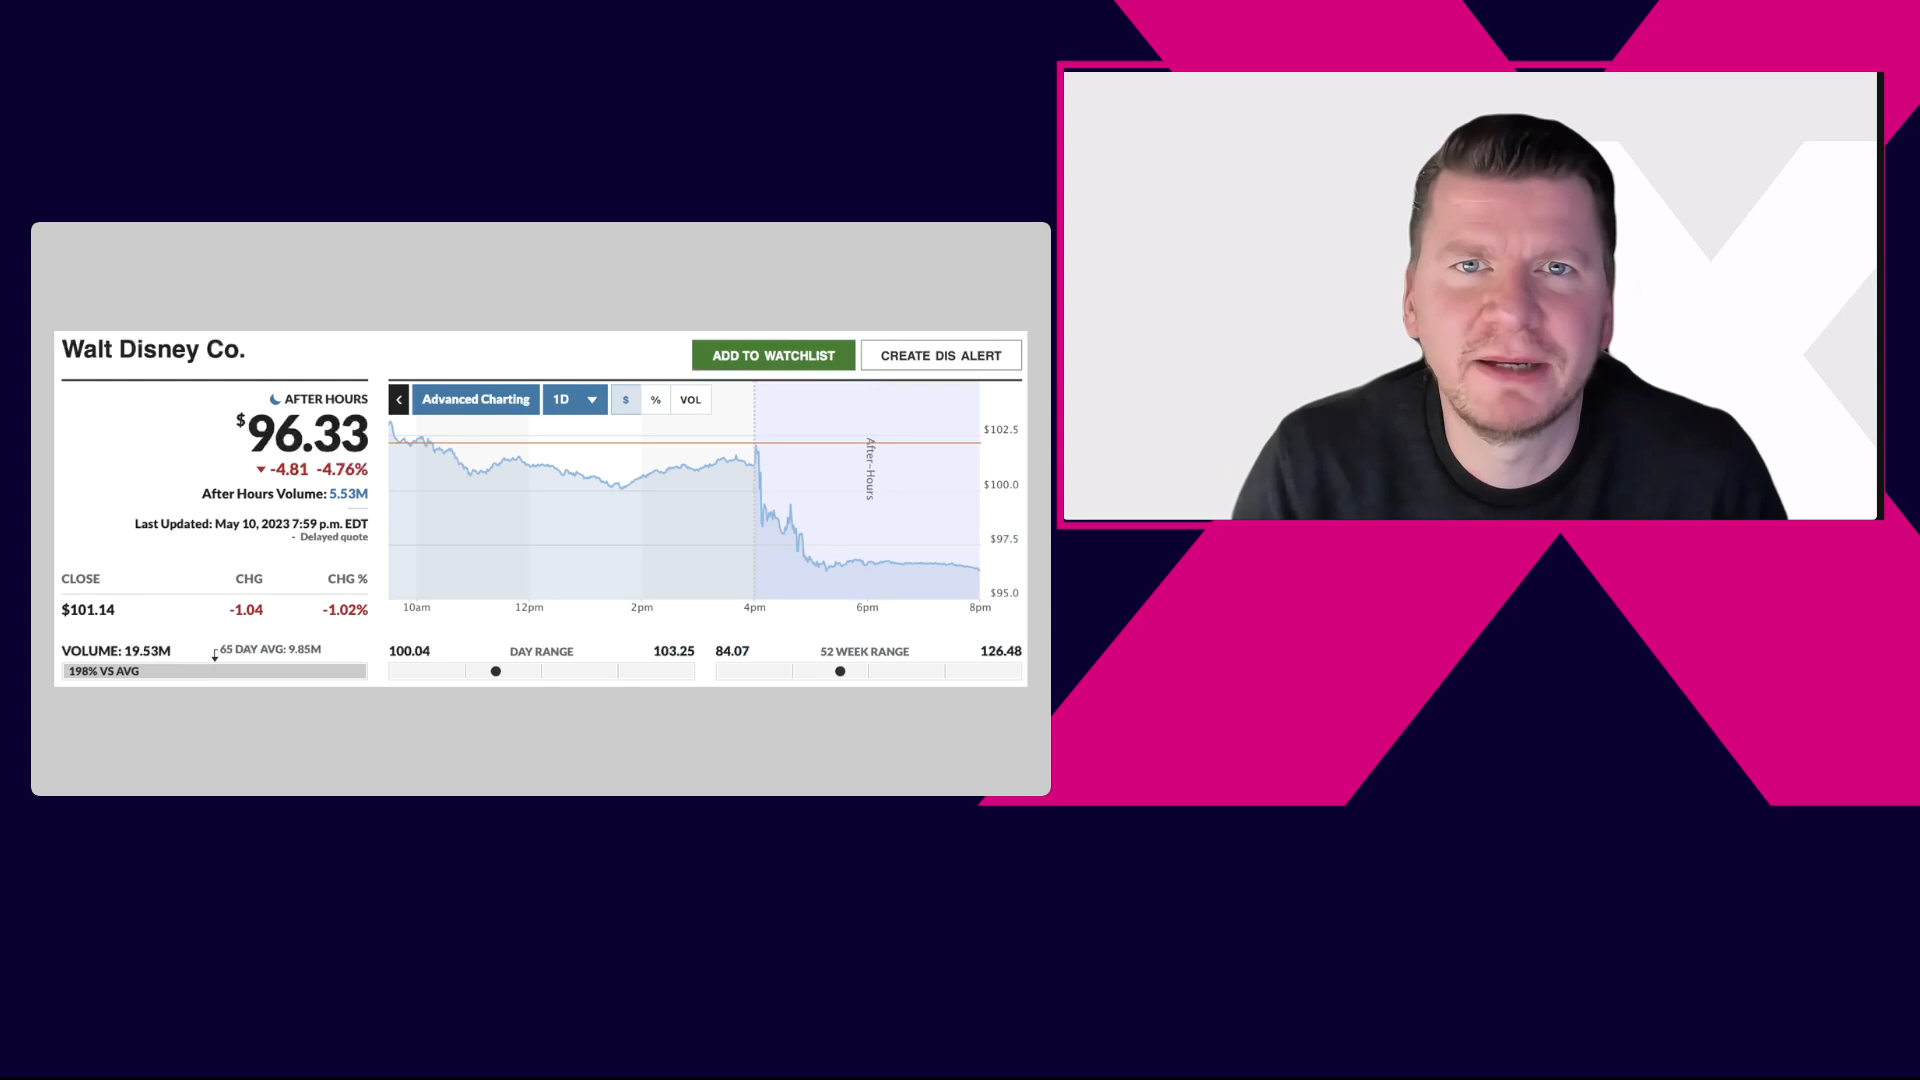 Walt Disney Co.
ADD TO WATCHLIST
CREATE DIS ALERT
AFTER HOURS
$96.33
-4.81 -4.76%
After Hours Volume: 5.53M
Last Updated: May 10, 2023 7:59 p.m. EDT
- Delayed quote
CLOSE CHG CHG %
$101.14 -1.04 -1.02%
VOLUME: 19.53M 65 DAY AVG: 9.85M
198% VS AVG
Advanced Charting 1D $ % VOL
After-Hours
$102.5
$100.0
$97.5
$95.0
10am 12pm 2pm 4pm 6pm 8pm
100.04 DAY RANGE 103.25
84.07 52 WEEK RANGE 126.48